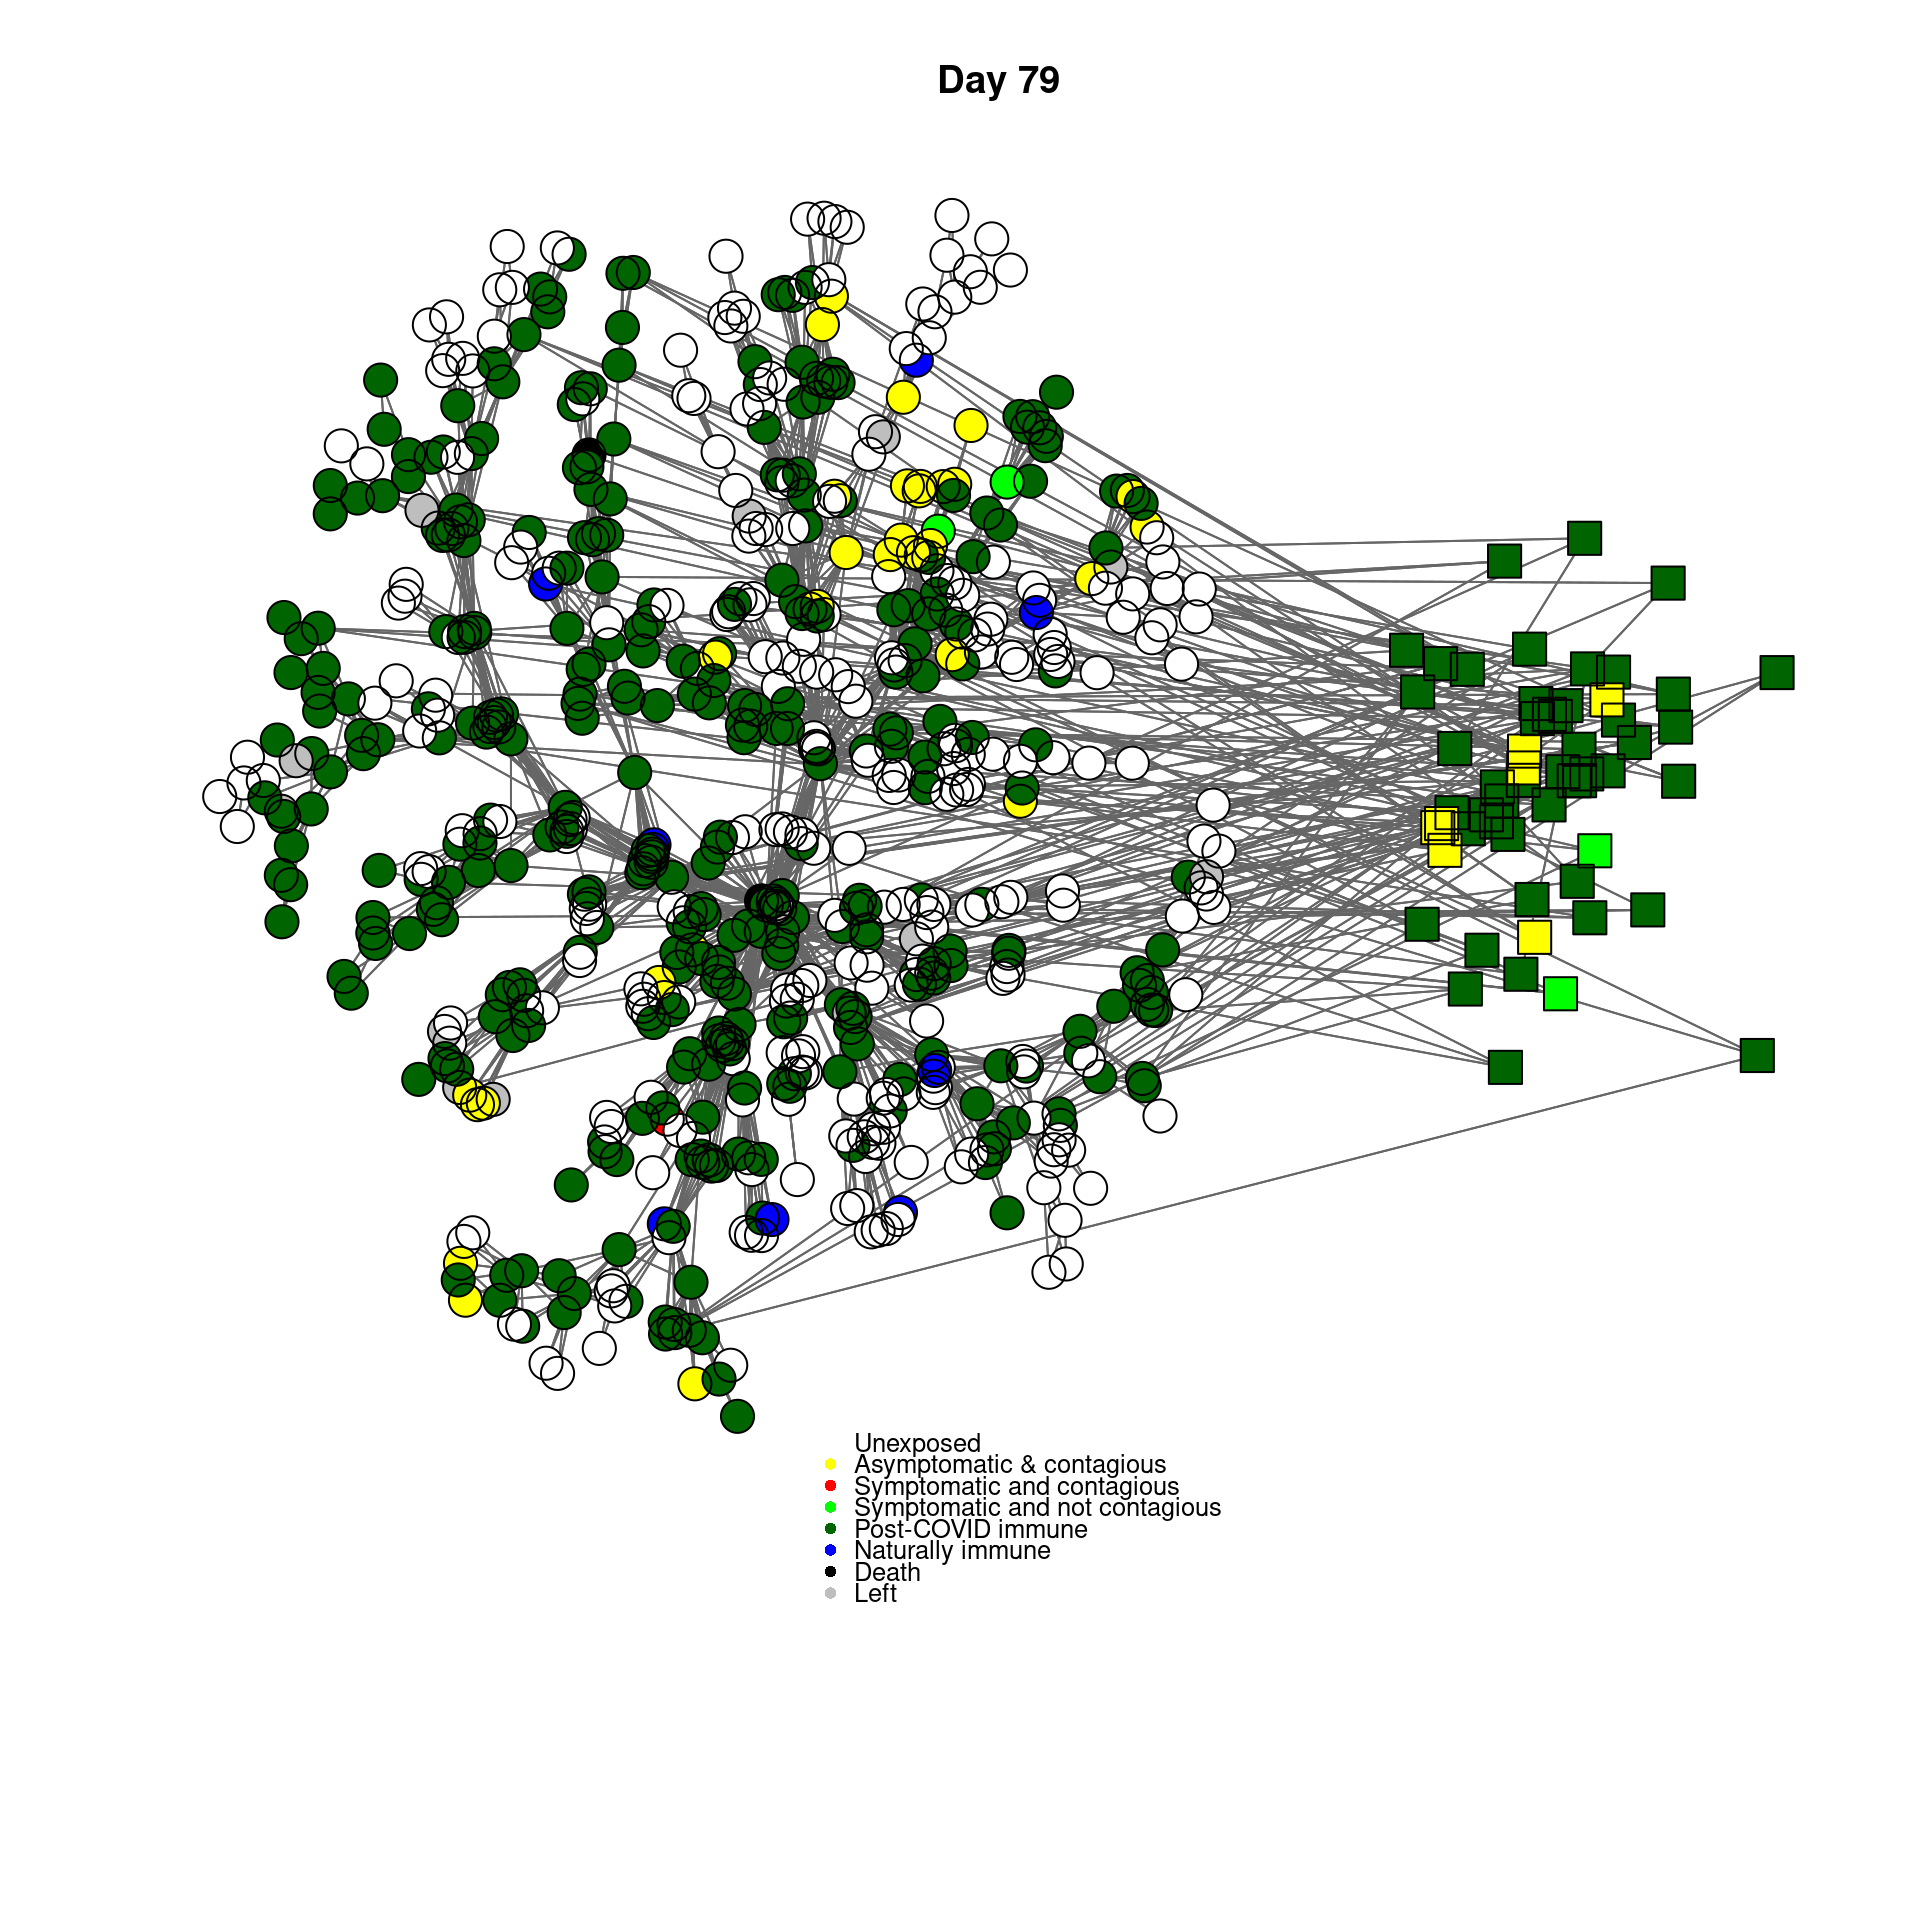 Day 79
Unexposed
Asymptomatic & contagious
Symptomatic and contagious
Symptomatic and not contagious
Post-COVID immune
Naturally immune
Death
Left